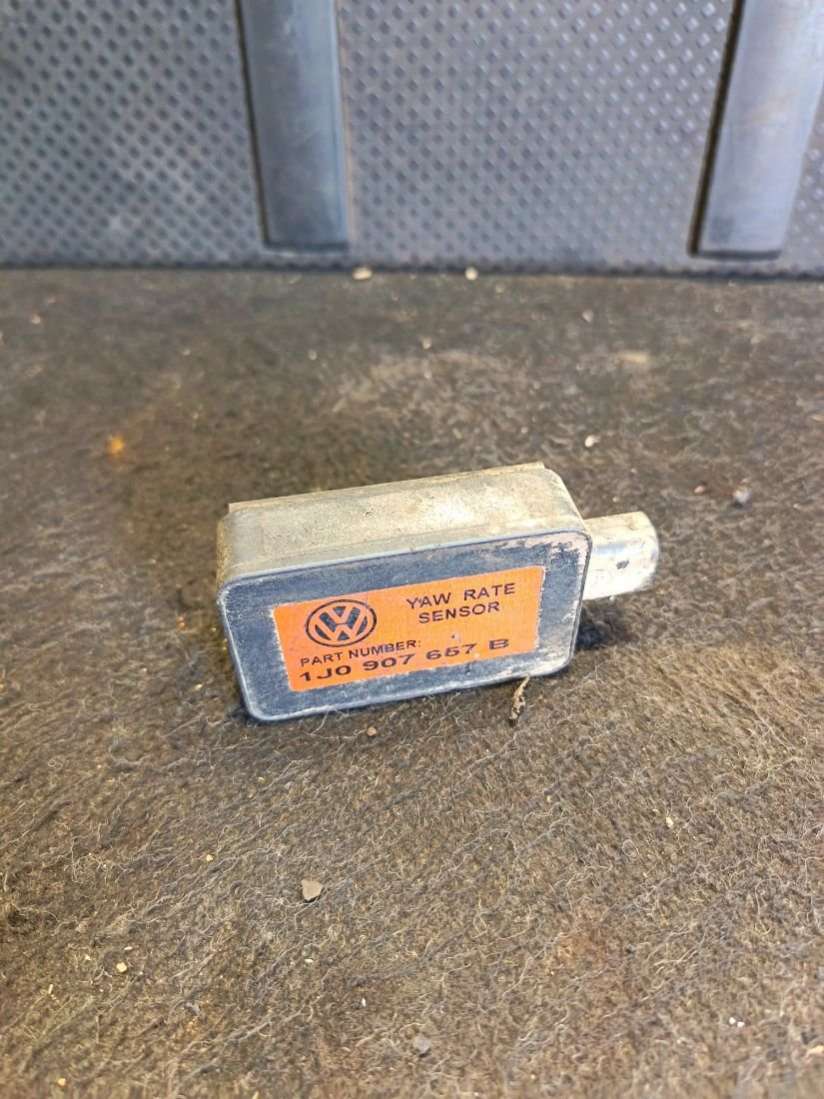 YAW RATE
SENSOR
PART NUMBER:
1J0 907 657 B